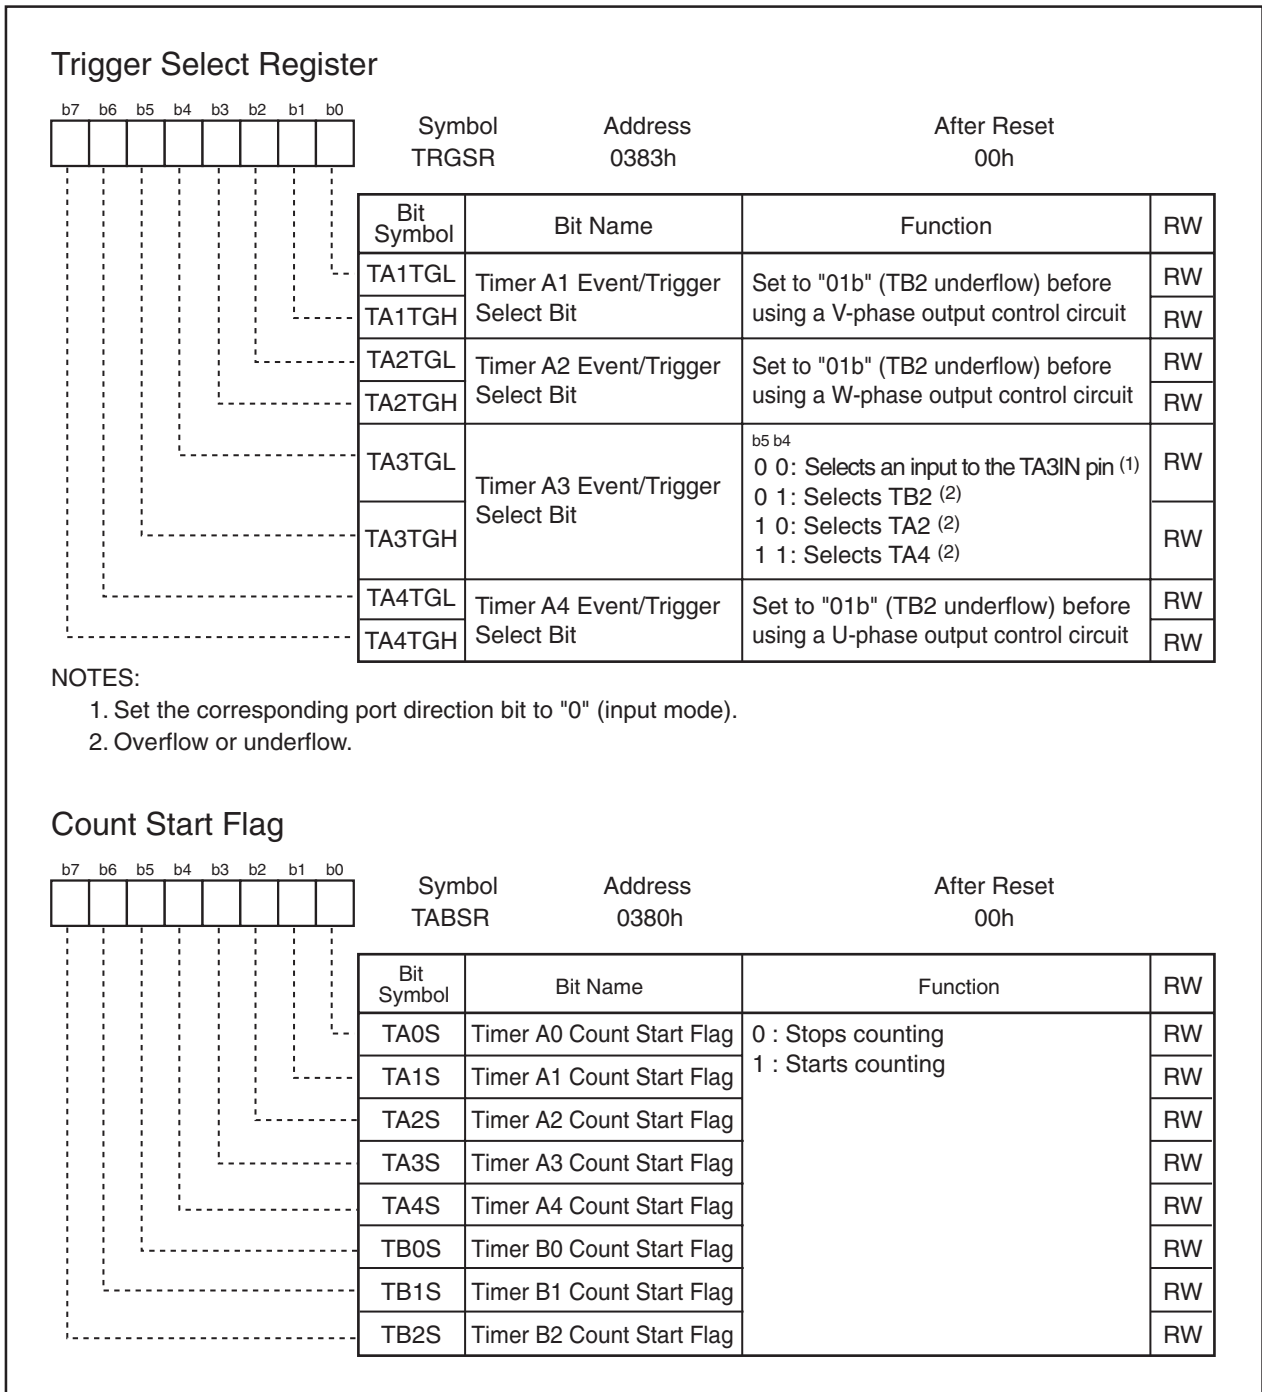 Trigger Select Register
b7 b6 b5 b4 b3 b2 b1 b0
Symbol Address After Reset
TRGSR 0383h 00h
Bit Symbol Bit Name Function RW
TA1TGL Timer A1 Event/Trigger Set to "01b" (TB2 underflow) before RW
TA1TGH Select Bit using a V-phase output control circuit RW
TA2TGL Timer A2 Event/Trigger Set to "01b" (TB2 underflow) before RW
TA2TGH Select Bit using a W-phase output control circuit RW
b5 b4
TA3TGL 0 0: Selects an input to the TA3IN pin (1) RW
Timer A3 Event/Trigger 0 1: Selects TB2 (2)
Select Bit 1 0: Selects TA2 (2)
TA3TGH 1 1: Selects TA4 (2) RW
TA4TGL Timer A4 Event/Trigger Set to "01b" (TB2 underflow) before RW
TA4TGH Select Bit using a U-phase output control circuit RW
NOTES:
1. Set the corresponding port direction bit to "0" (input mode).
2. Overflow or underflow.
Count Start Flag
b7 b6 b5 b4 b3 b2 b1 b0
Symbol Address After Reset
TABSR 0380h 00h
Bit Symbol Bit Name Function RW
TA0S Timer A0 Count Start Flag 0 : Stops counting RW
TA1S Timer A1 Count Start Flag 1 : Starts counting RW
TA2S Timer A2 Count Start Flag RW
TA3S Timer A3 Count Start Flag RW
TA4S Timer A4 Count Start Flag RW
TB0S Timer B0 Count Start Flag RW
TB1S Timer B1 Count Start Flag RW
TB2S Timer B2 Count Start Flag RW